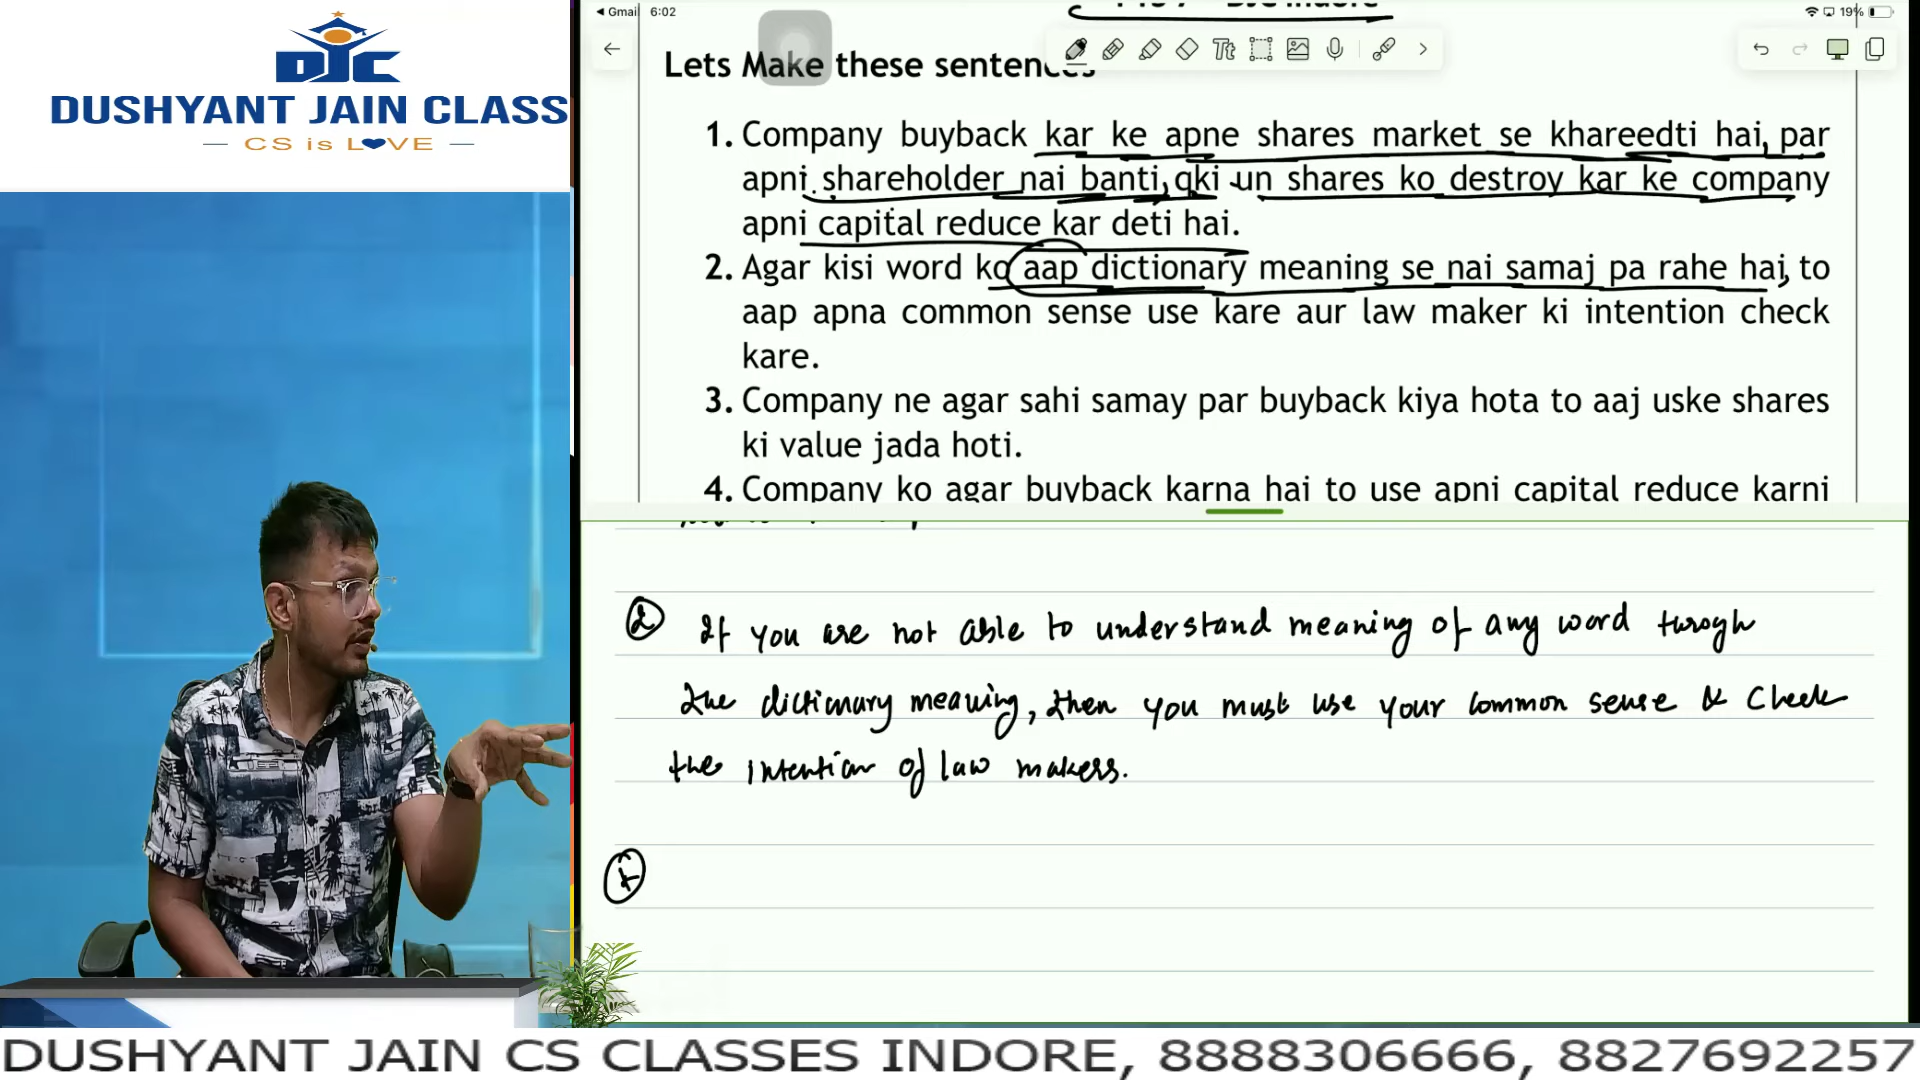 DJC
DUSHYANT JAIN CLASS
CS is LOVE
Gmail 6:02
19%
Lets Make these sentences
1. Company buyback kar ke apne shares market se khareedti hai, par
apni shareholder nai banti, qki un shares ko destroy kar ke company
apni capital reduce kar deti hai.
2. Agar kisi word ko aap dictionary meaning se nai samaj pa rahe hai, to
aap apna common sense use kare aur law maker ki intention check
kare.
3. Company ne agar sahi samay par buyback kiya hota to aaj uske shares
ki value jada hoti.
4. Company ko agar buyback karna hai to use apni capital reduce karni
2 If you are not able to understand meaning of any word throgh
the dictionary meaning, then you must use your common sense & Check
the intention of law makers.
DUSHYANT JAIN CS CLASSES INDORE, 8888306666, 8827692257